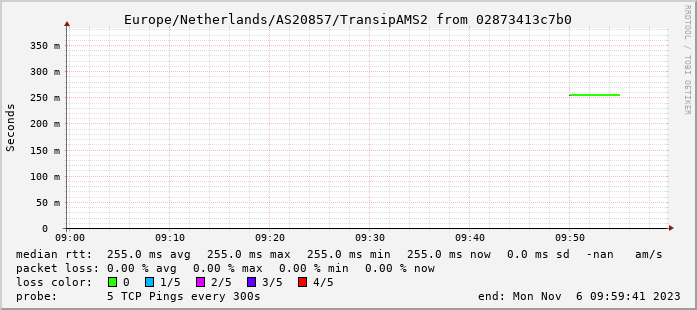 Europe/Netherlands/AS20857/TransipAMS2 from 02873413c7b0
RRDTOOL / TOBI OETIKER
Seconds
350 m
300 m
250 m
200 m
150 m
100 m
50 m
0
09:00 09:10 09:20 09:30 09:40 09:50
median rtt: 255.0 ms avg 255.0 ms max 255.0 ms min 255.0 ms now 0.0 ms sd -nan am/s
packet loss: 0.00 % avg 0.00 % max 0.00 % min 0.00 % now
loss color: 0 1/5 2/5 3/5 4/5
probe: 5 TCP Pings every 300s end: Mon Nov 6 09:59:41 2023